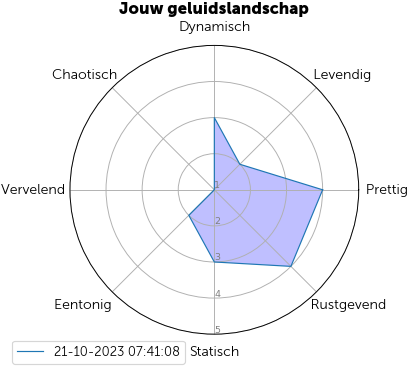 Jouw geluidslandschap
Dynamisch
Chaotisch
Levendig
Vervelend
Prettig
1
2
3
4
5
Eentonig
Rustgevend
Statisch
21-10-2023 07:41:08